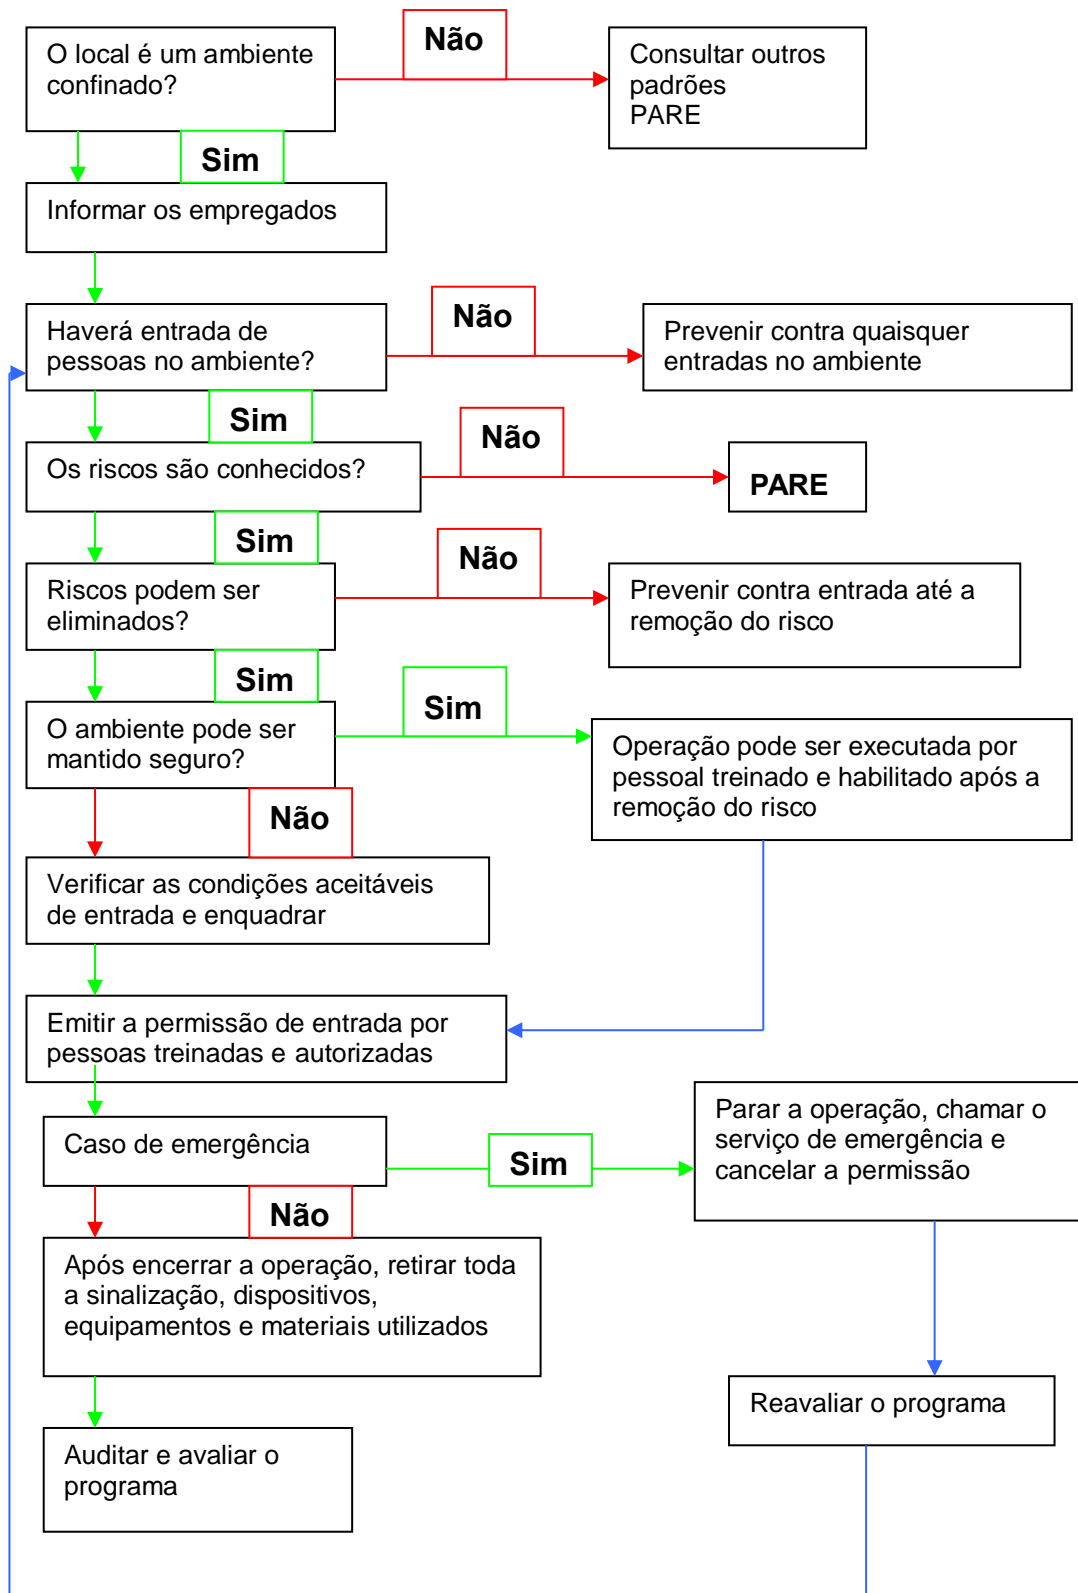 O local é um ambiente
confinado?
Não
Consultar outros
padrões
PARE
Sim
Informar os empregados
Haverá entrada de
pessoas no ambiente?
Não
Prevenir contra quaisquer
entradas no ambiente
Sim
Os riscos são conhecidos?
Não
PARE
Sim
Riscos podem ser
eliminados?
Não
Prevenir contra entrada até a
remoção do risco
Sim
O ambiente pode ser
mantido seguro?
Sim
Operação pode ser executada por
pessoal treinado e habilitado após a
remoção do risco
Não
Verificar as condições aceitáveis
de entrada e enquadrar
Emitir a permissão de entrada por
pessoas treinadas e autorizadas
Caso de emergência
Sim
Parar a operação, chamar o
serviço de emergência e
cancelar a permissão
Não
Após encerrar a operação, retirar toda
a sinalização, dispositivos,
equipamentos e materiais utilizados
Reavaliar o programa
Auditar e avaliar o
programa